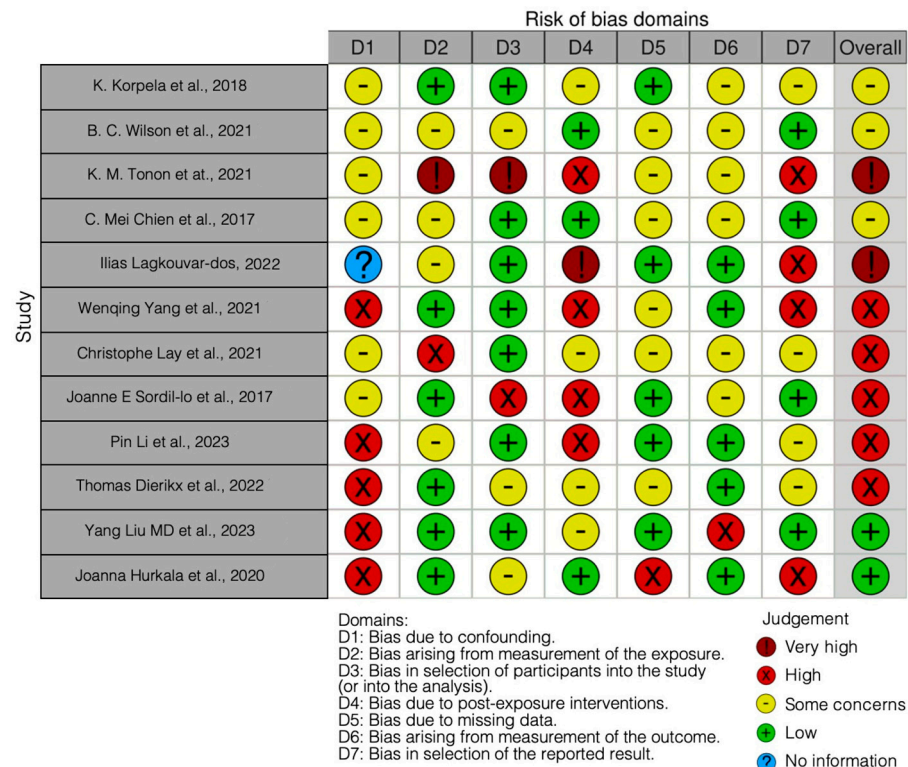 Risk of bias domains
D1 D2 D3 D4 D5 D6 D7 Overall
Study
K. Korpela et al., 2018 - + + - + - - -
B. C. Wilson et al., 2021 - - - + - - + -
K. M. Tonon et at., 2021 - ! ! X - - X !
C. Mei Chien et al., 2017 - - + + - - + -
Ilias Lagkouvar-dos, 2022 ? - + ! + + X !
Wenqing Yang et al., 2021 X + + X - + X X
Christophe Lay et al., 2021 - X + - - - - X
Joanne E Sordil-lo et al., 2017 - + X X + - + X
Pin Li et al., 2023 X - + X + + - X
Thomas Dierikx et al., 2022 X + - - - + - X
Yang Liu MD et al., 2023 X + + - + X + +
Joanna Hurkala et al., 2020 X + - + X + X +
Domains:
D1: Bias due to confounding.
D2: Bias arising from measurement of the exposure.
D3: Bias in selection of participants into the study
(or into the analysis).
D4: Bias due to post-exposure interventions.
D5: Bias due to missing data.
D6: Bias arising from measurement of the outcome.
D7: Bias in selection of the reported result.
Judgement
! Very high
X High
- Some concerns
+ Low
? No information